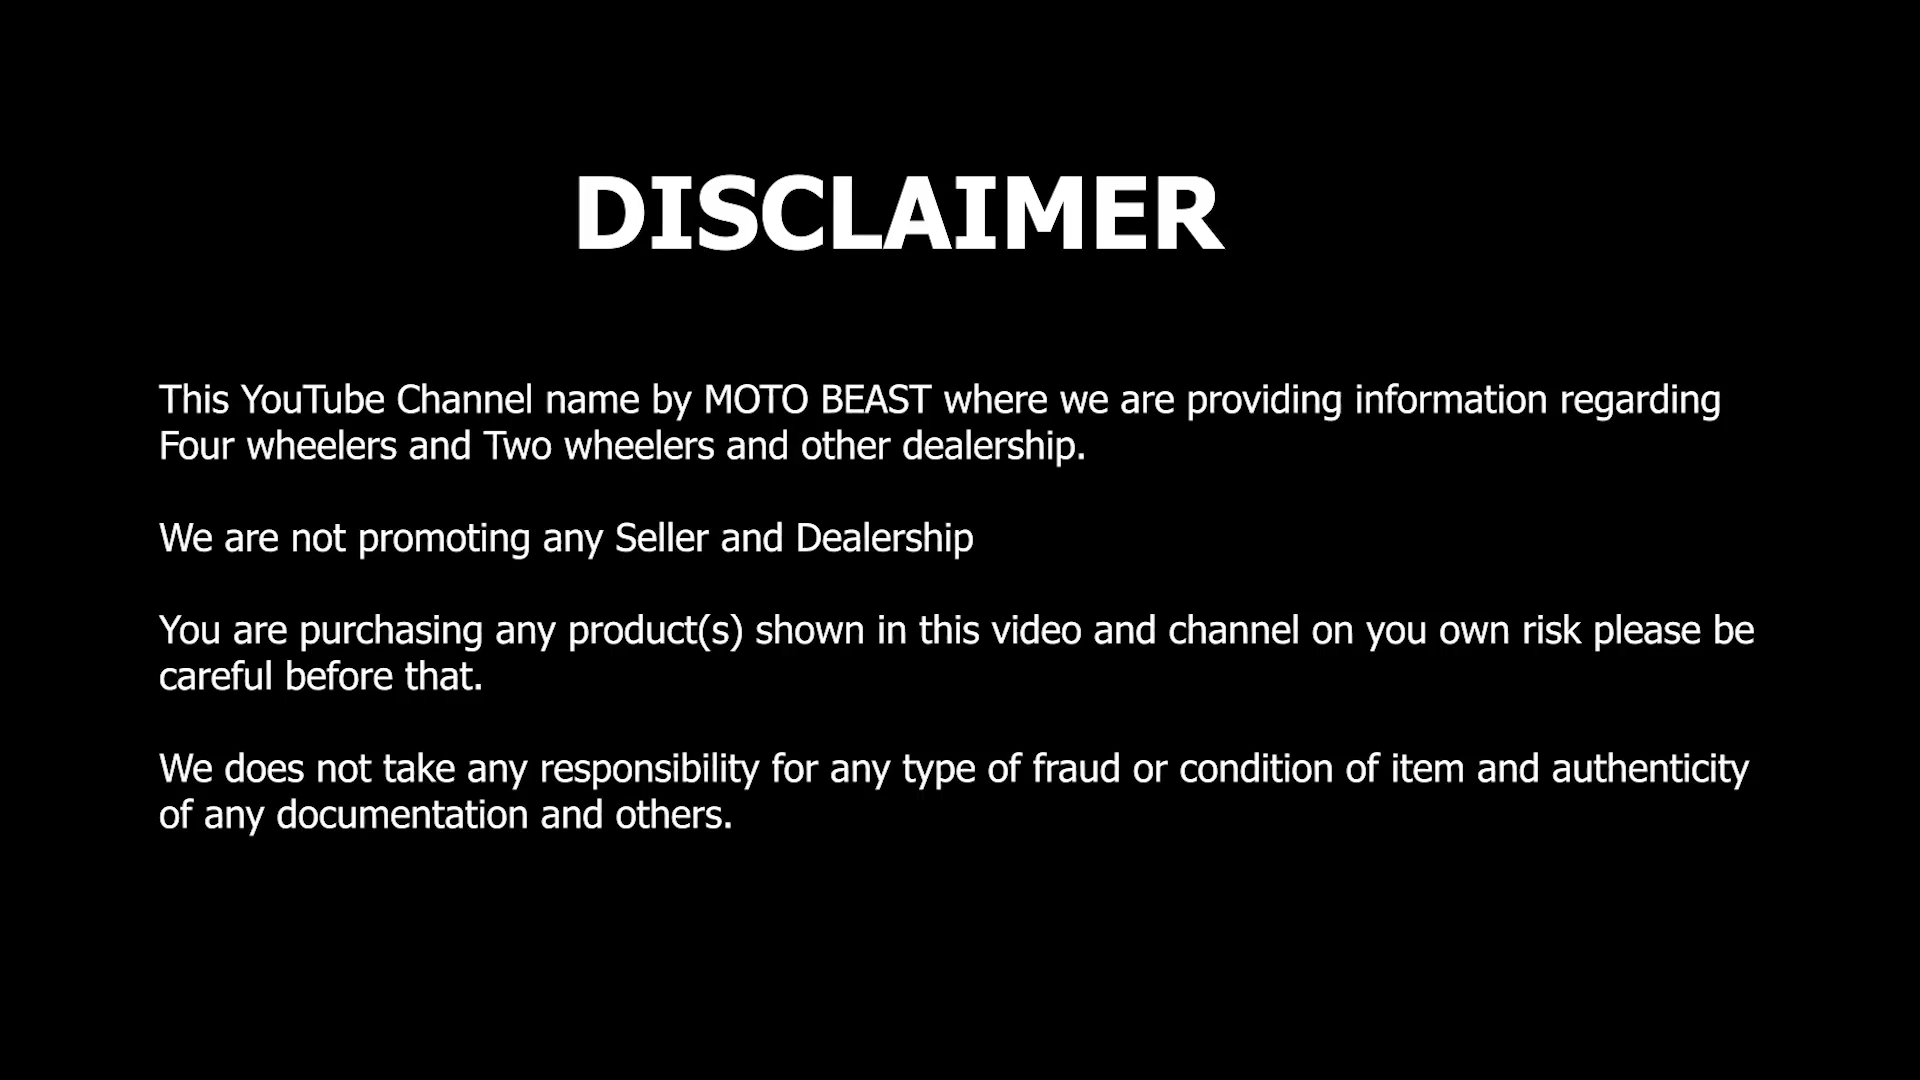 DISCLAIMER
This YouTube Channel name by MOTO BEAST where we are providing information regarding
Four wheelers and Two wheelers and other dealership.
We are not promoting any Seller and Dealership
You are purchasing any product(s) shown in this video and channel on you own risk please be
careful before that.
We does not take any responsibility for any type of fraud or condition of item and authenticity
of any documentation and others.